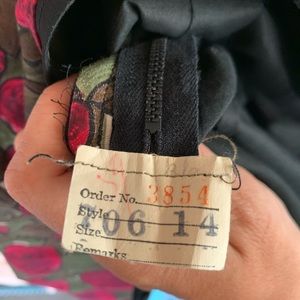 Order No. 3854
Style 706 14
Size
Remarks